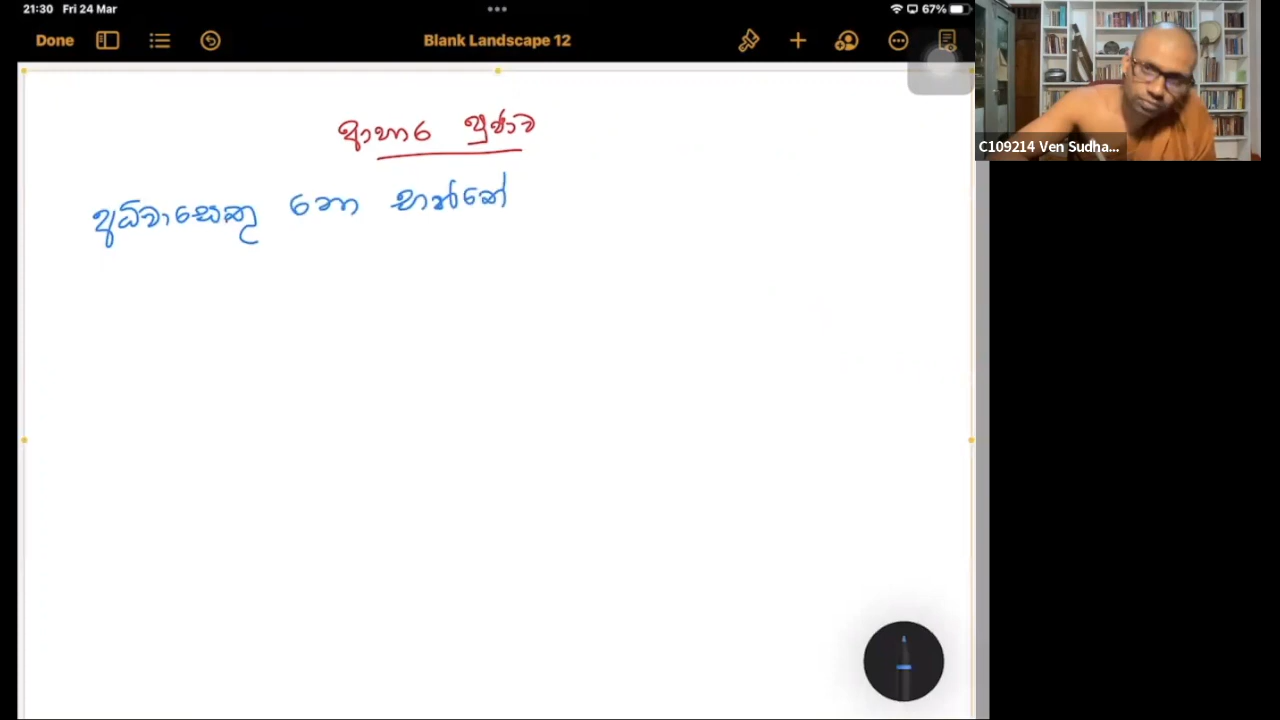 21:30 Fri 24 Mar
67%
Done
Blank Landscape 12
C109214 Ven Sudha...
ආහාර පූජාව
අධිවාසෙතු නො භන්තේ